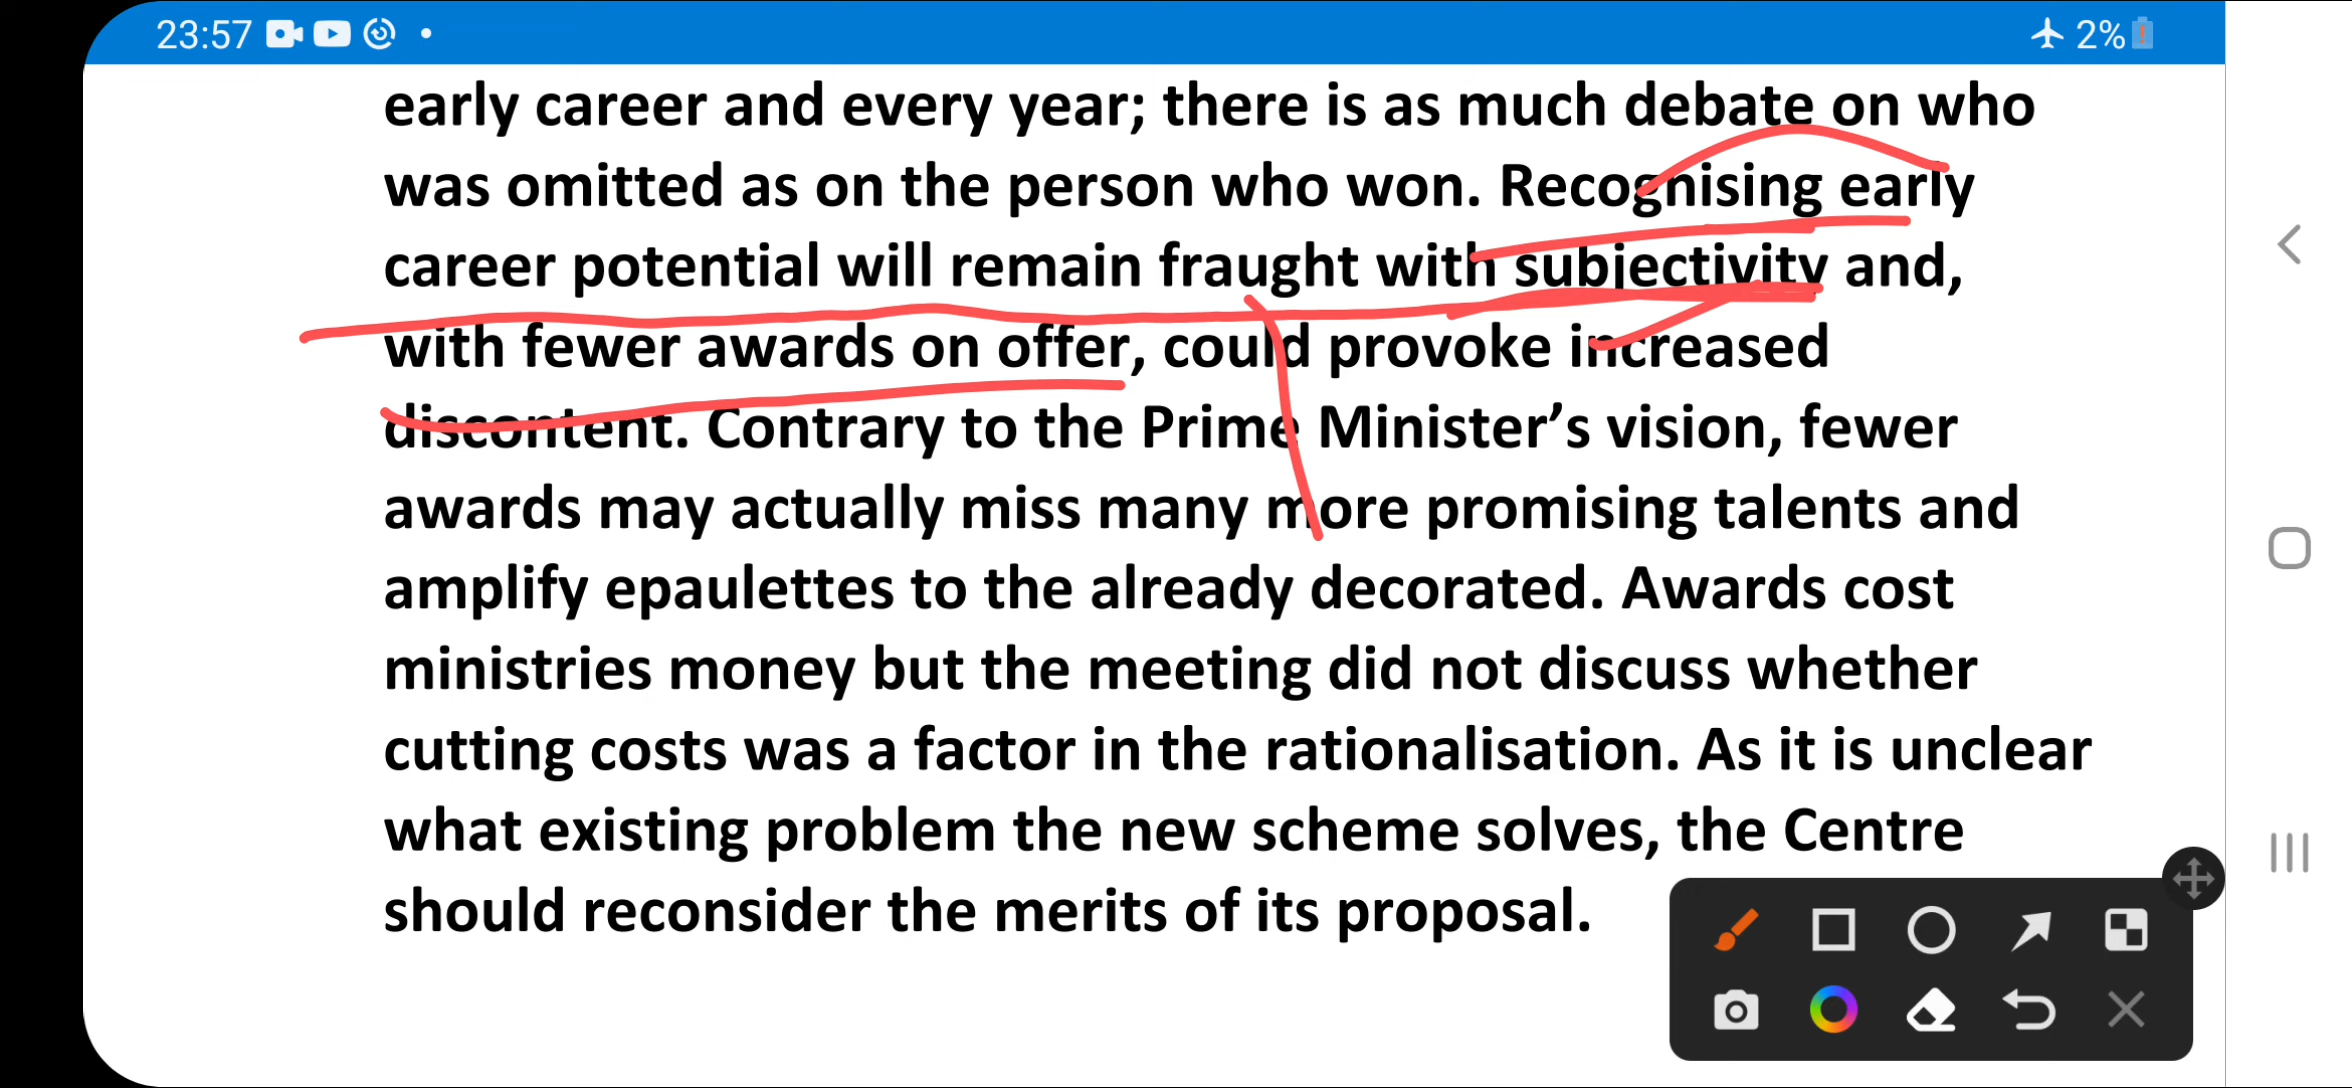 23:57
2%
early career and every year; there is as much debate on who
was omitted as on the person who won. Recognising early
career potential will remain fraught with subjectivity and,
with fewer awards on offer, could provoke increased
discontent. Contrary to the Prime Minister’s vision, fewer
awards may actually miss many more promising talents and
amplify epaulettes to the already decorated. Awards cost
ministries money but the meeting did not discuss whether
cutting costs was a factor in the rationalisation. As it is unclear
what existing problem the new scheme solves, the Centre
should reconsider the merits of its proposal.